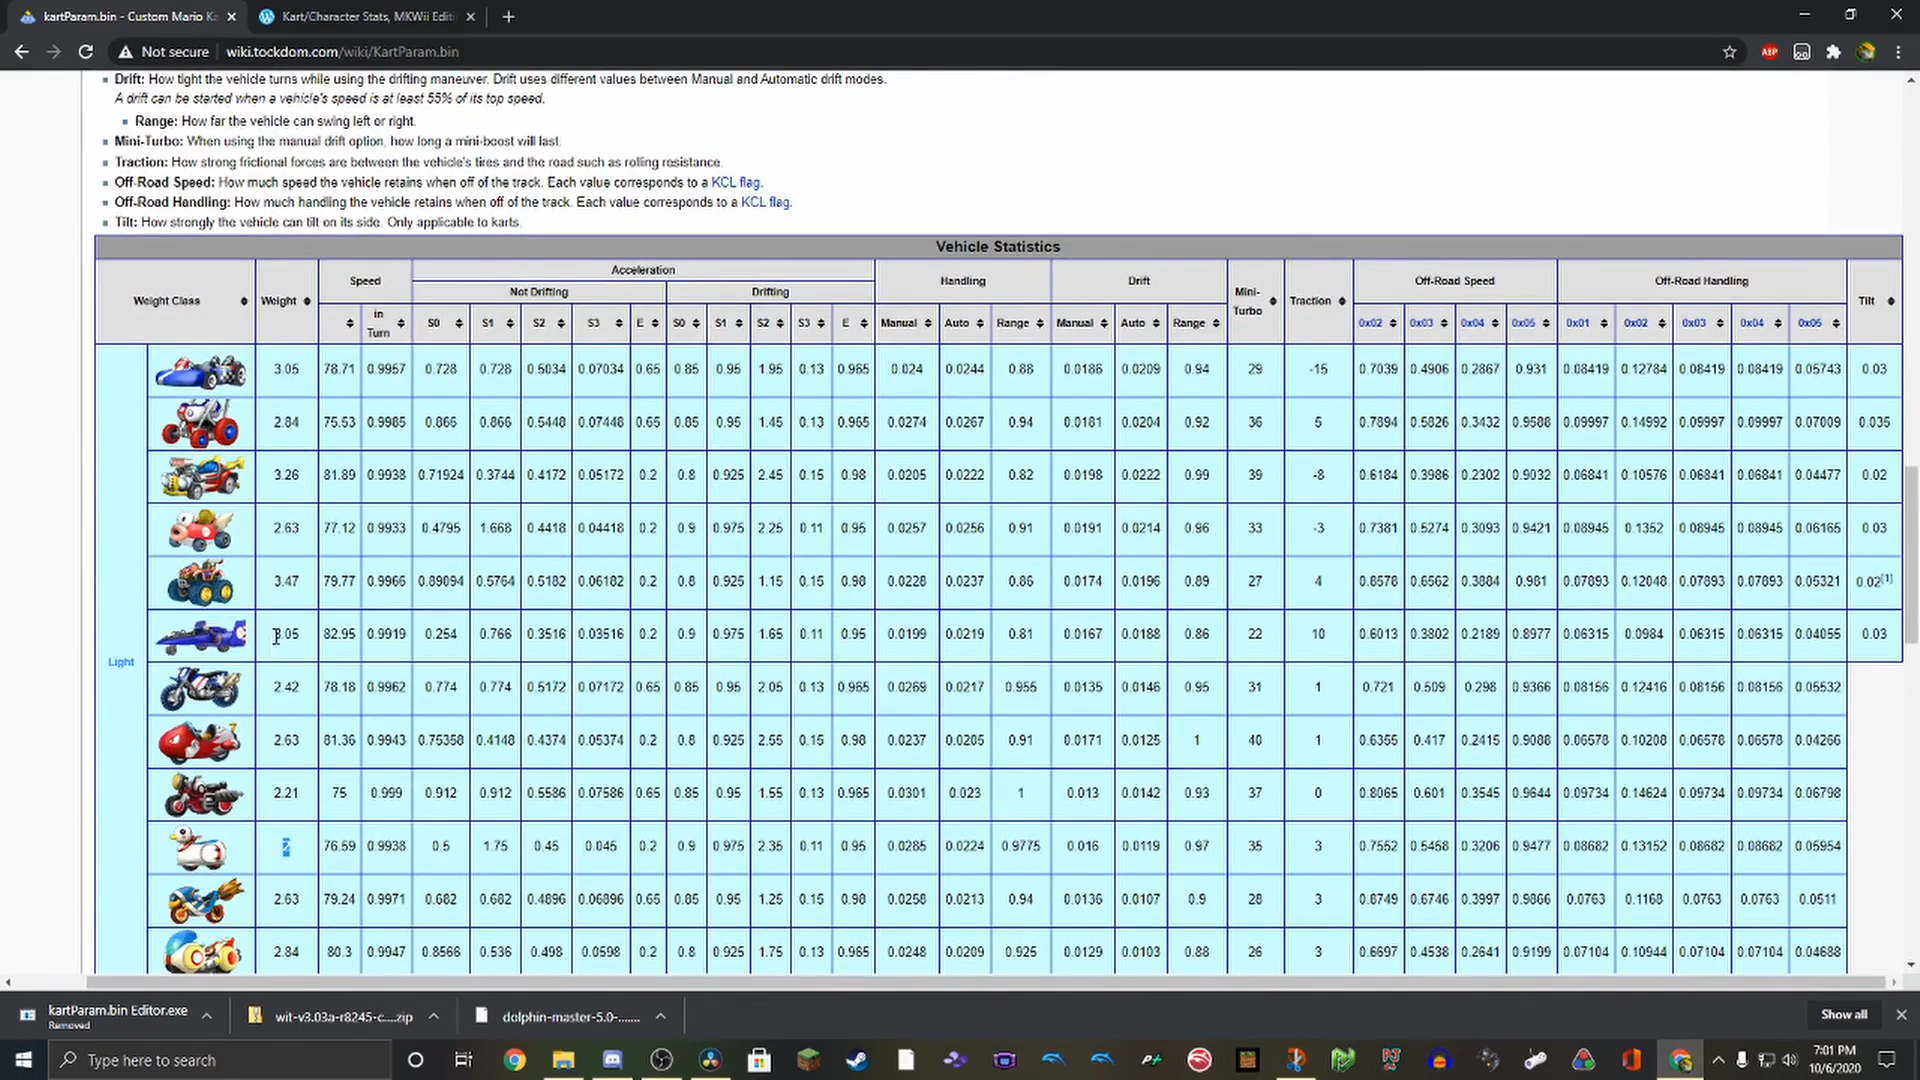 kartParam.bin - Custom Mario Ka
Kart/Character Stats, MKWii Editi
Not secure
wiki.tockdom.com/wiki/KartParam.bin
ABP
Drift: How tight the vehicle turns while using the drifting maneuver. Drift uses different values between Manual and Automatic drift modes.
A drift can be started when a vehicle's speed is at least 55% of its top speed.
Range: How far the vehicle can swing left or right.
Mini-Turbo: When using the manual drift option, how long a mini-boost will last.
Traction: How strong frictional forces are between the vehicle's tires and the road such as rolling resistance.
Off-Road Speed: How much speed the vehicle retains when off of the track. Each value corresponds to a KCL flag.
Off-Road Handling: How much handling the vehicle retains when off of the track. Each value corresponds to a KCL flag.
Tilt: How strongly the vehicle can tilt on its side. Only applicable to karts.
Vehicle Statistics
Weight Class Weight Speed Acceleration Handling Drift Mini-Turbo Traction Off-Road Speed Off-Road Handling Tilt
Not Drifting Drifting
in Turn S0 S1 S2 S3 E S0 S1 S2 S3 E Manual Auto Range Manual Auto Range 0x02 0x03 0x04 0x05 0x01 0x02 0x03 0x04 0x05
3.05 78.71 0.9957 0.728 0.728 0.5034 0.07034 0.65 0.85 0.95 1.95 0.13 0.965 0.024 0.0244 0.88 0.0186 0.0209 0.94 29 -15 0.7039 0.4906 0.2867 0.931 0.08419 0.12784 0.08419 0.08419 0.05743 0.03
2.84 75.53 0.9985 0.866 0.866 0.5448 0.07448 0.65 0.85 0.95 1.45 0.13 0.965 0.0274 0.0267 0.94 0.0181 0.0204 0.92 36 5 0.7894 0.5826 0.3432 0.9588 0.09997 0.14992 0.09997 0.09997 0.07009 0.035
3.26 81.89 0.9938 0.71924 0.3744 0.4172 0.05172 0.2 0.8 0.925 2.45 0.15 0.98 0.0205 0.0222 0.82 0.0198 0.0222 0.99 39 -8 0.6184 0.3986 0.2302 0.9032 0.06841 0.10576 0.06841 0.06841 0.04477 0.02
2.63 77.12 0.9933 0.4795 1.668 0.4418 0.04418 0.2 0.9 0.975 2.25 0.11 0.95 0.0257 0.0256 0.91 0.0191 0.0214 0.96 33 -3 0.7381 0.5274 0.3093 0.9421 0.08945 0.1352 0.08945 0.08945 0.06165 0.03
3.47 79.77 0.9966 0.89094 0.5764 0.5182 0.06182 0.2 0.8 0.925 1.15 0.15 0.98 0.0228 0.0237 0.86 0.0174 0.0196 0.89 27 4 0.8578 0.6562 0.3884 0.981 0.07893 0.12048 0.07893 0.07893 0.05321 0.02[1]
3.05 82.95 0.9919 0.254 0.766 0.3516 0.03516 0.2 0.9 0.975 1.65 0.11 0.95 0.0199 0.0219 0.81 0.0167 0.0188 0.86 22 10 0.6013 0.3802 0.2189 0.8977 0.06315 0.0984 0.06315 0.06315 0.04055 0.03
Light
2.42 78.18 0.9962 0.774 0.774 0.5172 0.07172 0.65 0.85 0.95 2.05 0.13 0.965 0.0269 0.0217 0.955 0.0135 0.0146 0.95 31 1 0.721 0.509 0.298 0.9366 0.08156 0.12416 0.08156 0.08156 0.05532
2.63 81.36 0.9943 0.75358 0.4148 0.4374 0.05374 0.2 0.8 0.925 2.55 0.15 0.98 0.0237 0.0205 0.91 0.0171 0.0125 1 40 1 0.6355 0.417 0.2415 0.9088 0.06578 0.10208 0.06578 0.06578 0.04266
2.21 75 0.999 0.912 0.912 0.5586 0.07586 0.65 0.85 0.95 1.55 0.13 0.965 0.0301 0.023 1 0.013 0.0142 0.93 37 0 0.8065 0.601 0.3545 0.9644 0.09734 0.14624 0.09734 0.09734 0.06798
2 76.59 0.9938 0.5 1.75 0.45 0.045 0.2 0.9 0.975 2.35 0.11 0.95 0.0285 0.0224 0.9775 0.016 0.0119 0.97 35 3 0.7552 0.5458 0.3206 0.9477 0.08682 0.13152 0.08682 0.08682 0.05954
2.63 79.24 0.9971 0.682 0.682 0.4896 0.06896 0.65 0.85 0.95 1.25 0.15 0.98 0.0258 0.0213 0.94 0.0136 0.0107 0.9 28 3 0.8749 0.6746 0.3997 0.9866 0.0763 0.1168 0.0763 0.0763 0.0511
2.84 80.3 0.9947 0.8566 0.536 0.498 0.0598 0.2 0.8 0.925 1.75 0.13 0.965 0.0248 0.0209 0.925 0.0129 0.0103 0.88 26 3 0.6697 0.4538 0.2641 0.9199 0.07104 0.10944 0.07104 0.07104 0.04688
kartParam.bin Editor.exe
Removed
wit-v3.03a-r8245-c....zip
dolphin-master-5.0-......
Show all
Type here to search
7:01 PM
10/6/2020